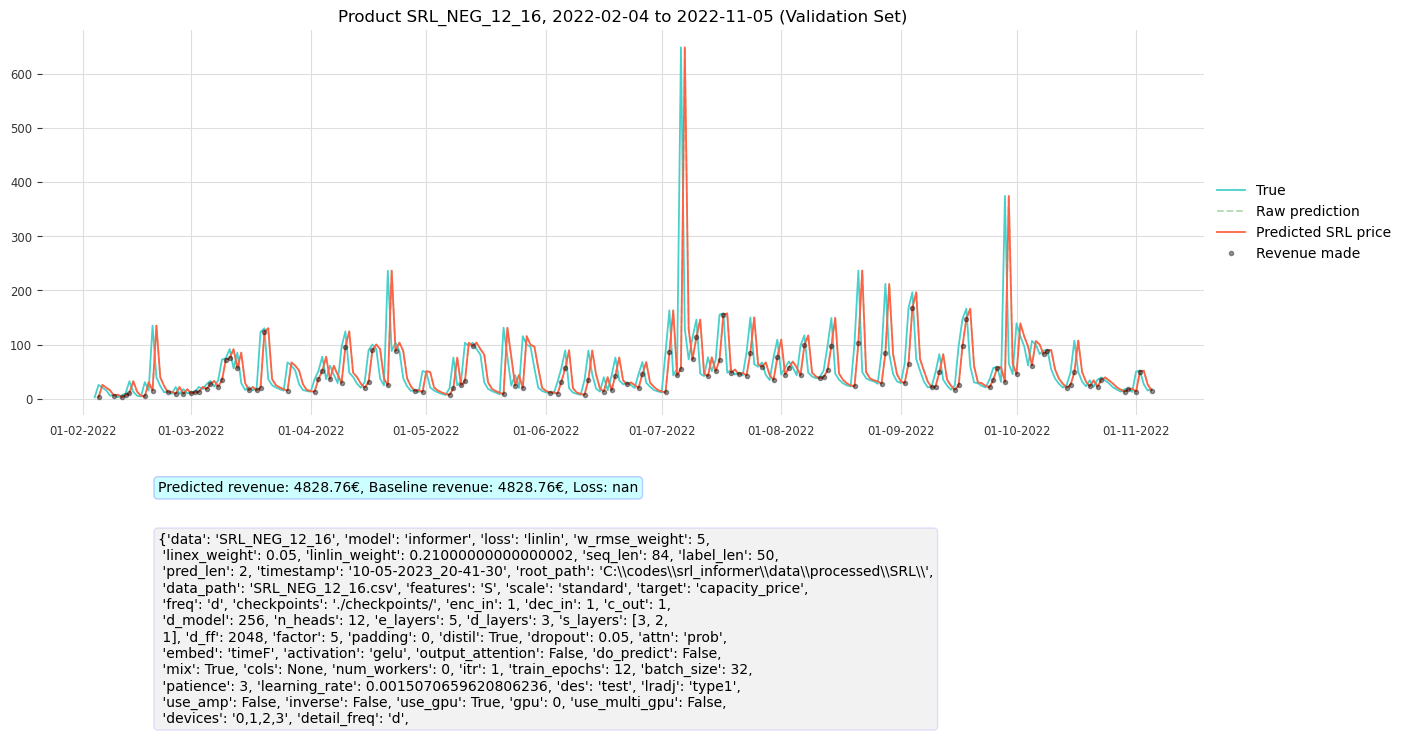 Product SRL_NEG_12_16, 2022-02-04 to 2022-11-05 (Validation Set)
600
500
400
300
200
100
0
01-02-2022 01-03-2022 01-04-2022 01-05-2022 01-06-2022 01-07-2022 01-08-2022 01-09-2022 01-10-2022 01-11-2022
True
Raw prediction
Predicted SRL price
Revenue made
Predicted revenue: 4828.76€, Baseline revenue: 4828.76€, Loss: nan
{'data': 'SRL_NEG_12_16', 'model': 'informer', 'loss': 'linlin', 'w_rmse_weight': 5,
'linex_weight': 0.05, 'linlin_weight': 0.21000000000000002, 'seq_len': 84, 'label_len': 50,
'pred_len': 2, 'timestamp': '10-05-2023_20-41-30', 'root_path': 'C:\\codes\\srl_informer\\data\\processed\\SRL\\',
'data_path': 'SRL_NEG_12_16.csv', 'features': 'S', 'scale': 'standard', 'target': 'capacity_price',
'freq': 'd', 'checkpoints': './checkpoints/', 'enc_in': 1, 'dec_in': 1, 'c_out': 1,
'd_model': 256, 'n_heads': 12, 'e_layers': 5, 'd_layers': 3, 's_layers': [3, 2,
1], 'd_ff': 2048, 'factor': 5, 'padding': 0, 'distil': True, 'dropout': 0.05, 'attn': 'prob',
'embed': 'timeF', 'activation': 'gelu', 'output_attention': False, 'do_predict': False,
'mix': True, 'cols': None, 'num_workers': 0, 'itr': 1, 'train_epochs': 12, 'batch_size': 32,
'patience': 3, 'learning_rate': 0.0015070659620806236, 'des': 'test', 'lradj': 'type1',
'use_amp': False, 'inverse': False, 'use_gpu': True, 'gpu': 0, 'use_multi_gpu': False,
'devices': '0,1,2,3', 'detail_freq': 'd',